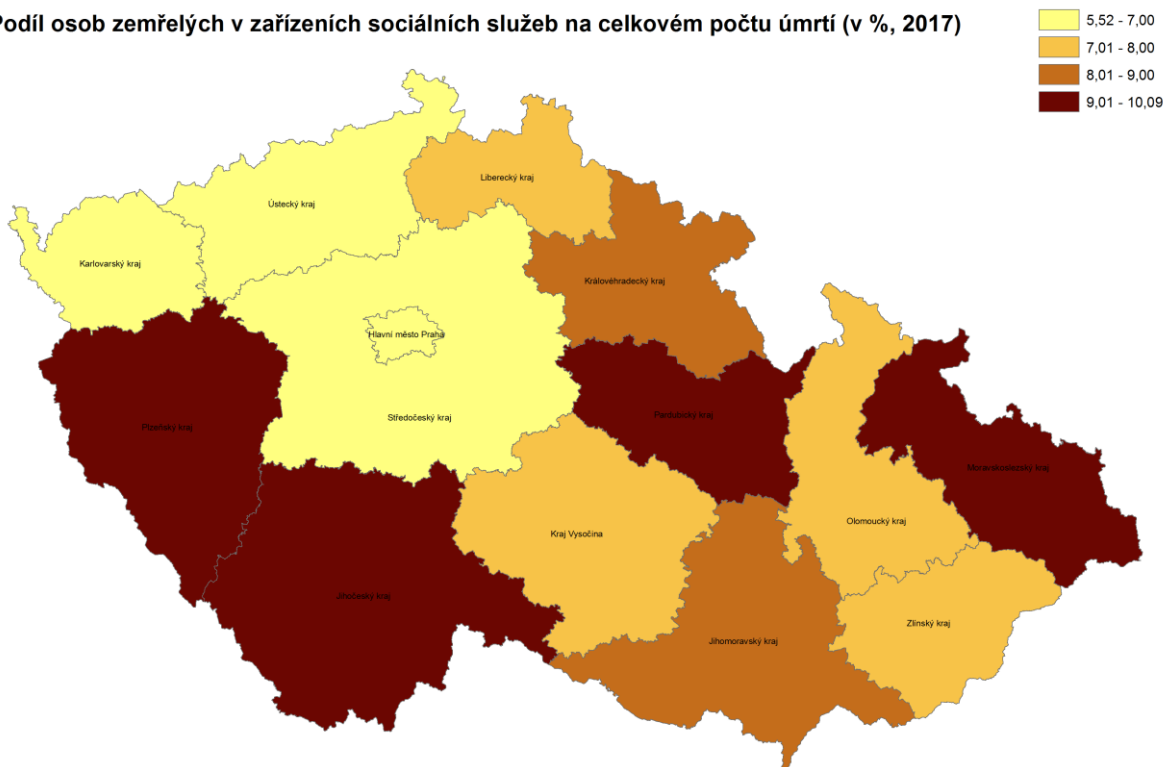 Podíl osob zemřelých v zařízeních sociálních služeb na celkovém počtu úmrtí (v %, 2017)
5,52 - 7,00
7,01 - 8,00
8,01 - 9,00
9,01 - 10,09
Liberecký kraj
Ústecký kraj
Karlovarský kraj
Královéhradecký kraj
Hlavní město Praha
Středočeský kraj
Pardubický kraj
Plzeňský kraj
Moravskoslezský kraj
Olomoucký kraj
Kraj Vysočina
Jihočeský kraj
Zlínský kraj
Jihomoravský kraj